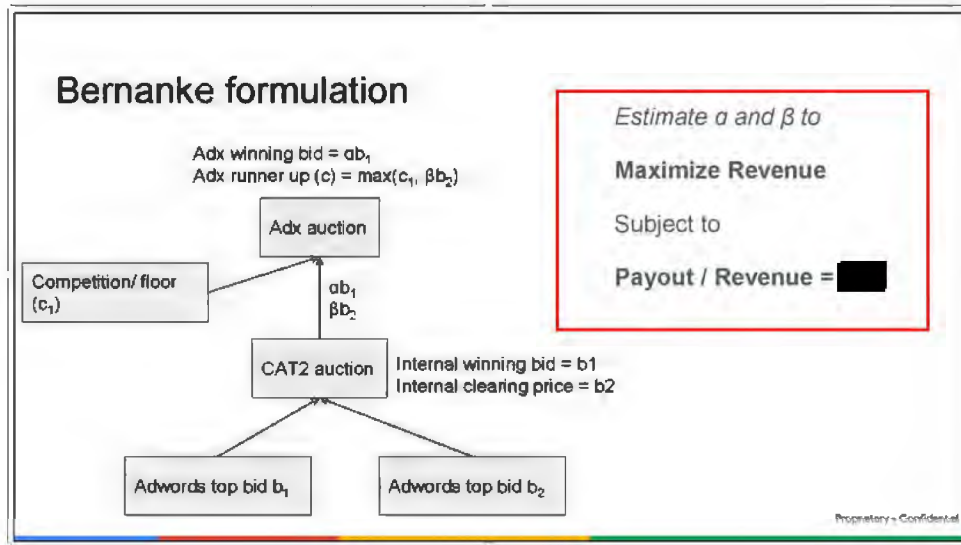 Bernanke formulation
Adx winning bid = αb₁
Adx runner up (c) = max(c₁, βb₂)
Adx auction
Competition/ floor
(c₁)
αb₁
βb₂
CAT2 auction
Internal winning bid = b1
Internal clearing price = b2
Adwords top bid b₁
Adwords top bid b₂
Estimate α and β to
Maximize Revenue
Subject to
Payout / Revenue =
Proprietary + Confidential